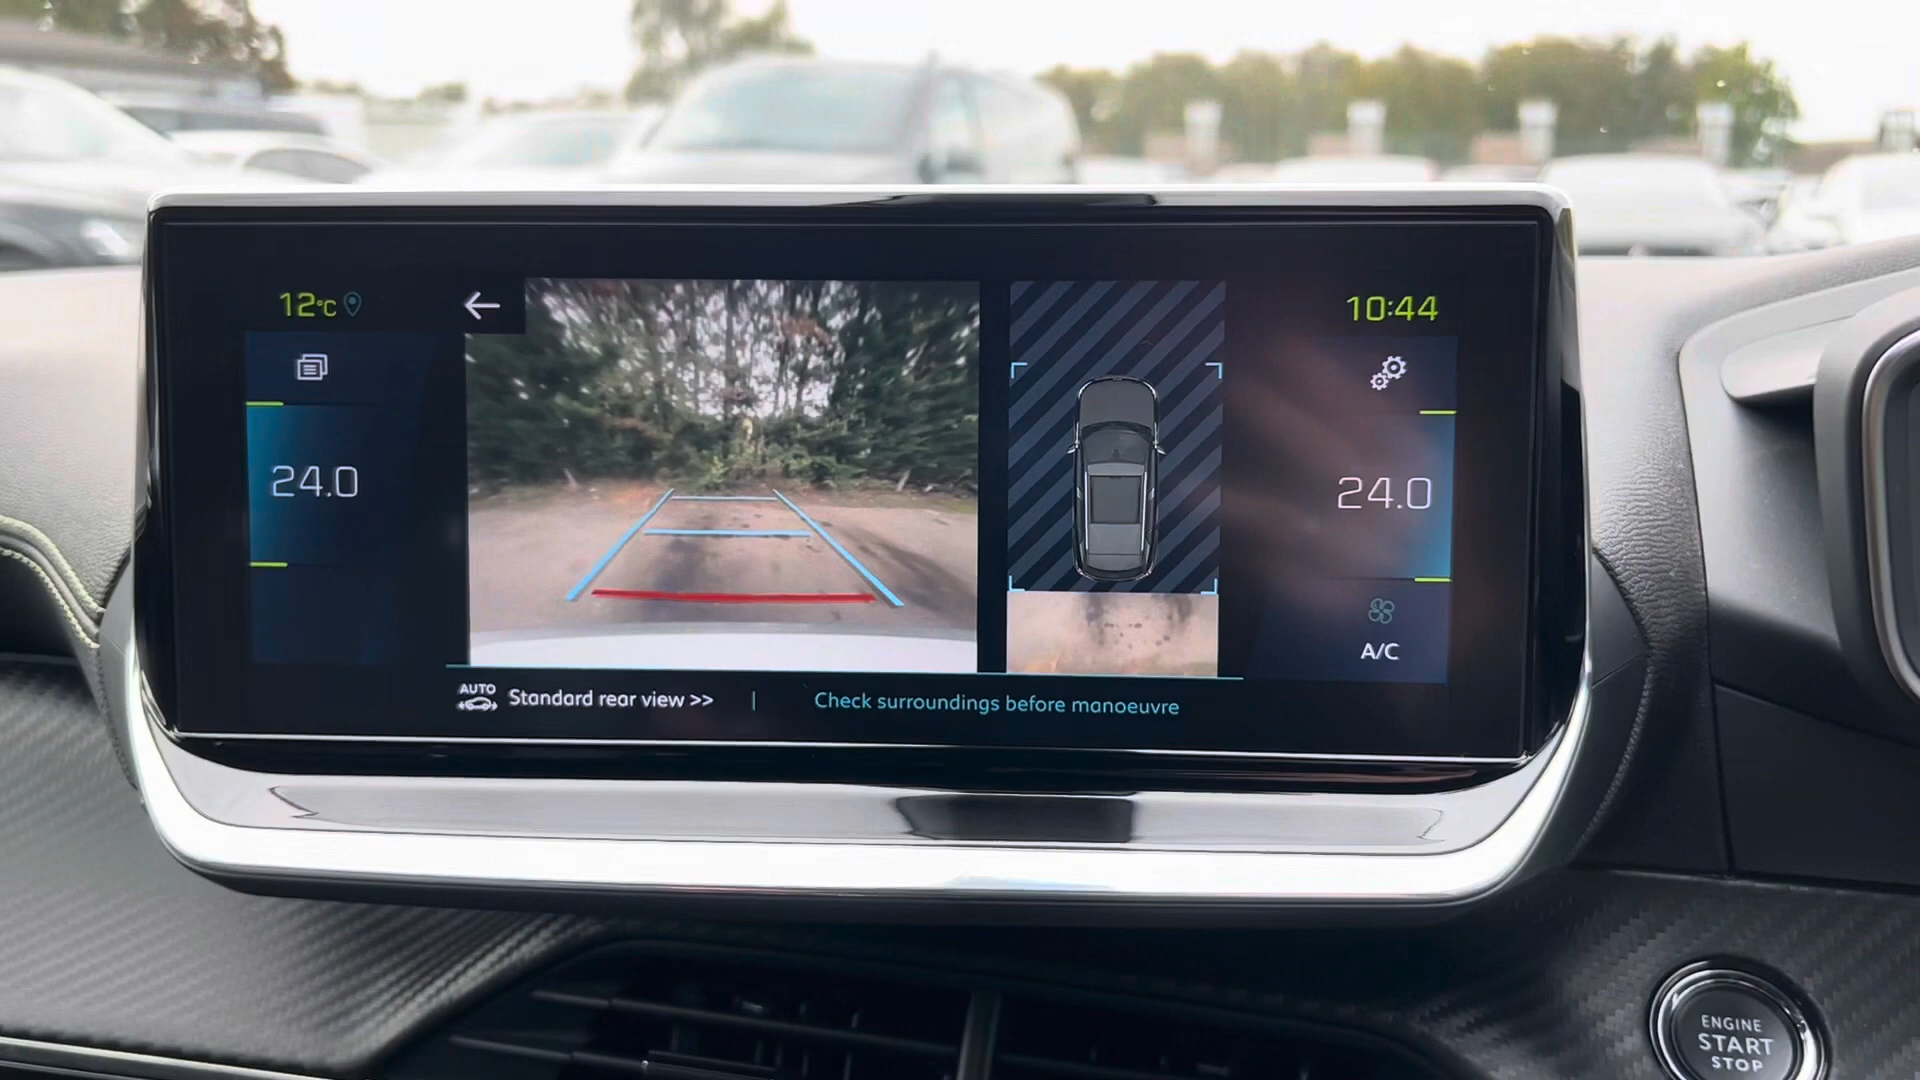 12°C
10:44
24.0
24.0
A/C
AUTO
Standard rear view >> | Check surroundings before manoeuvre
ENGINE
START
STOP